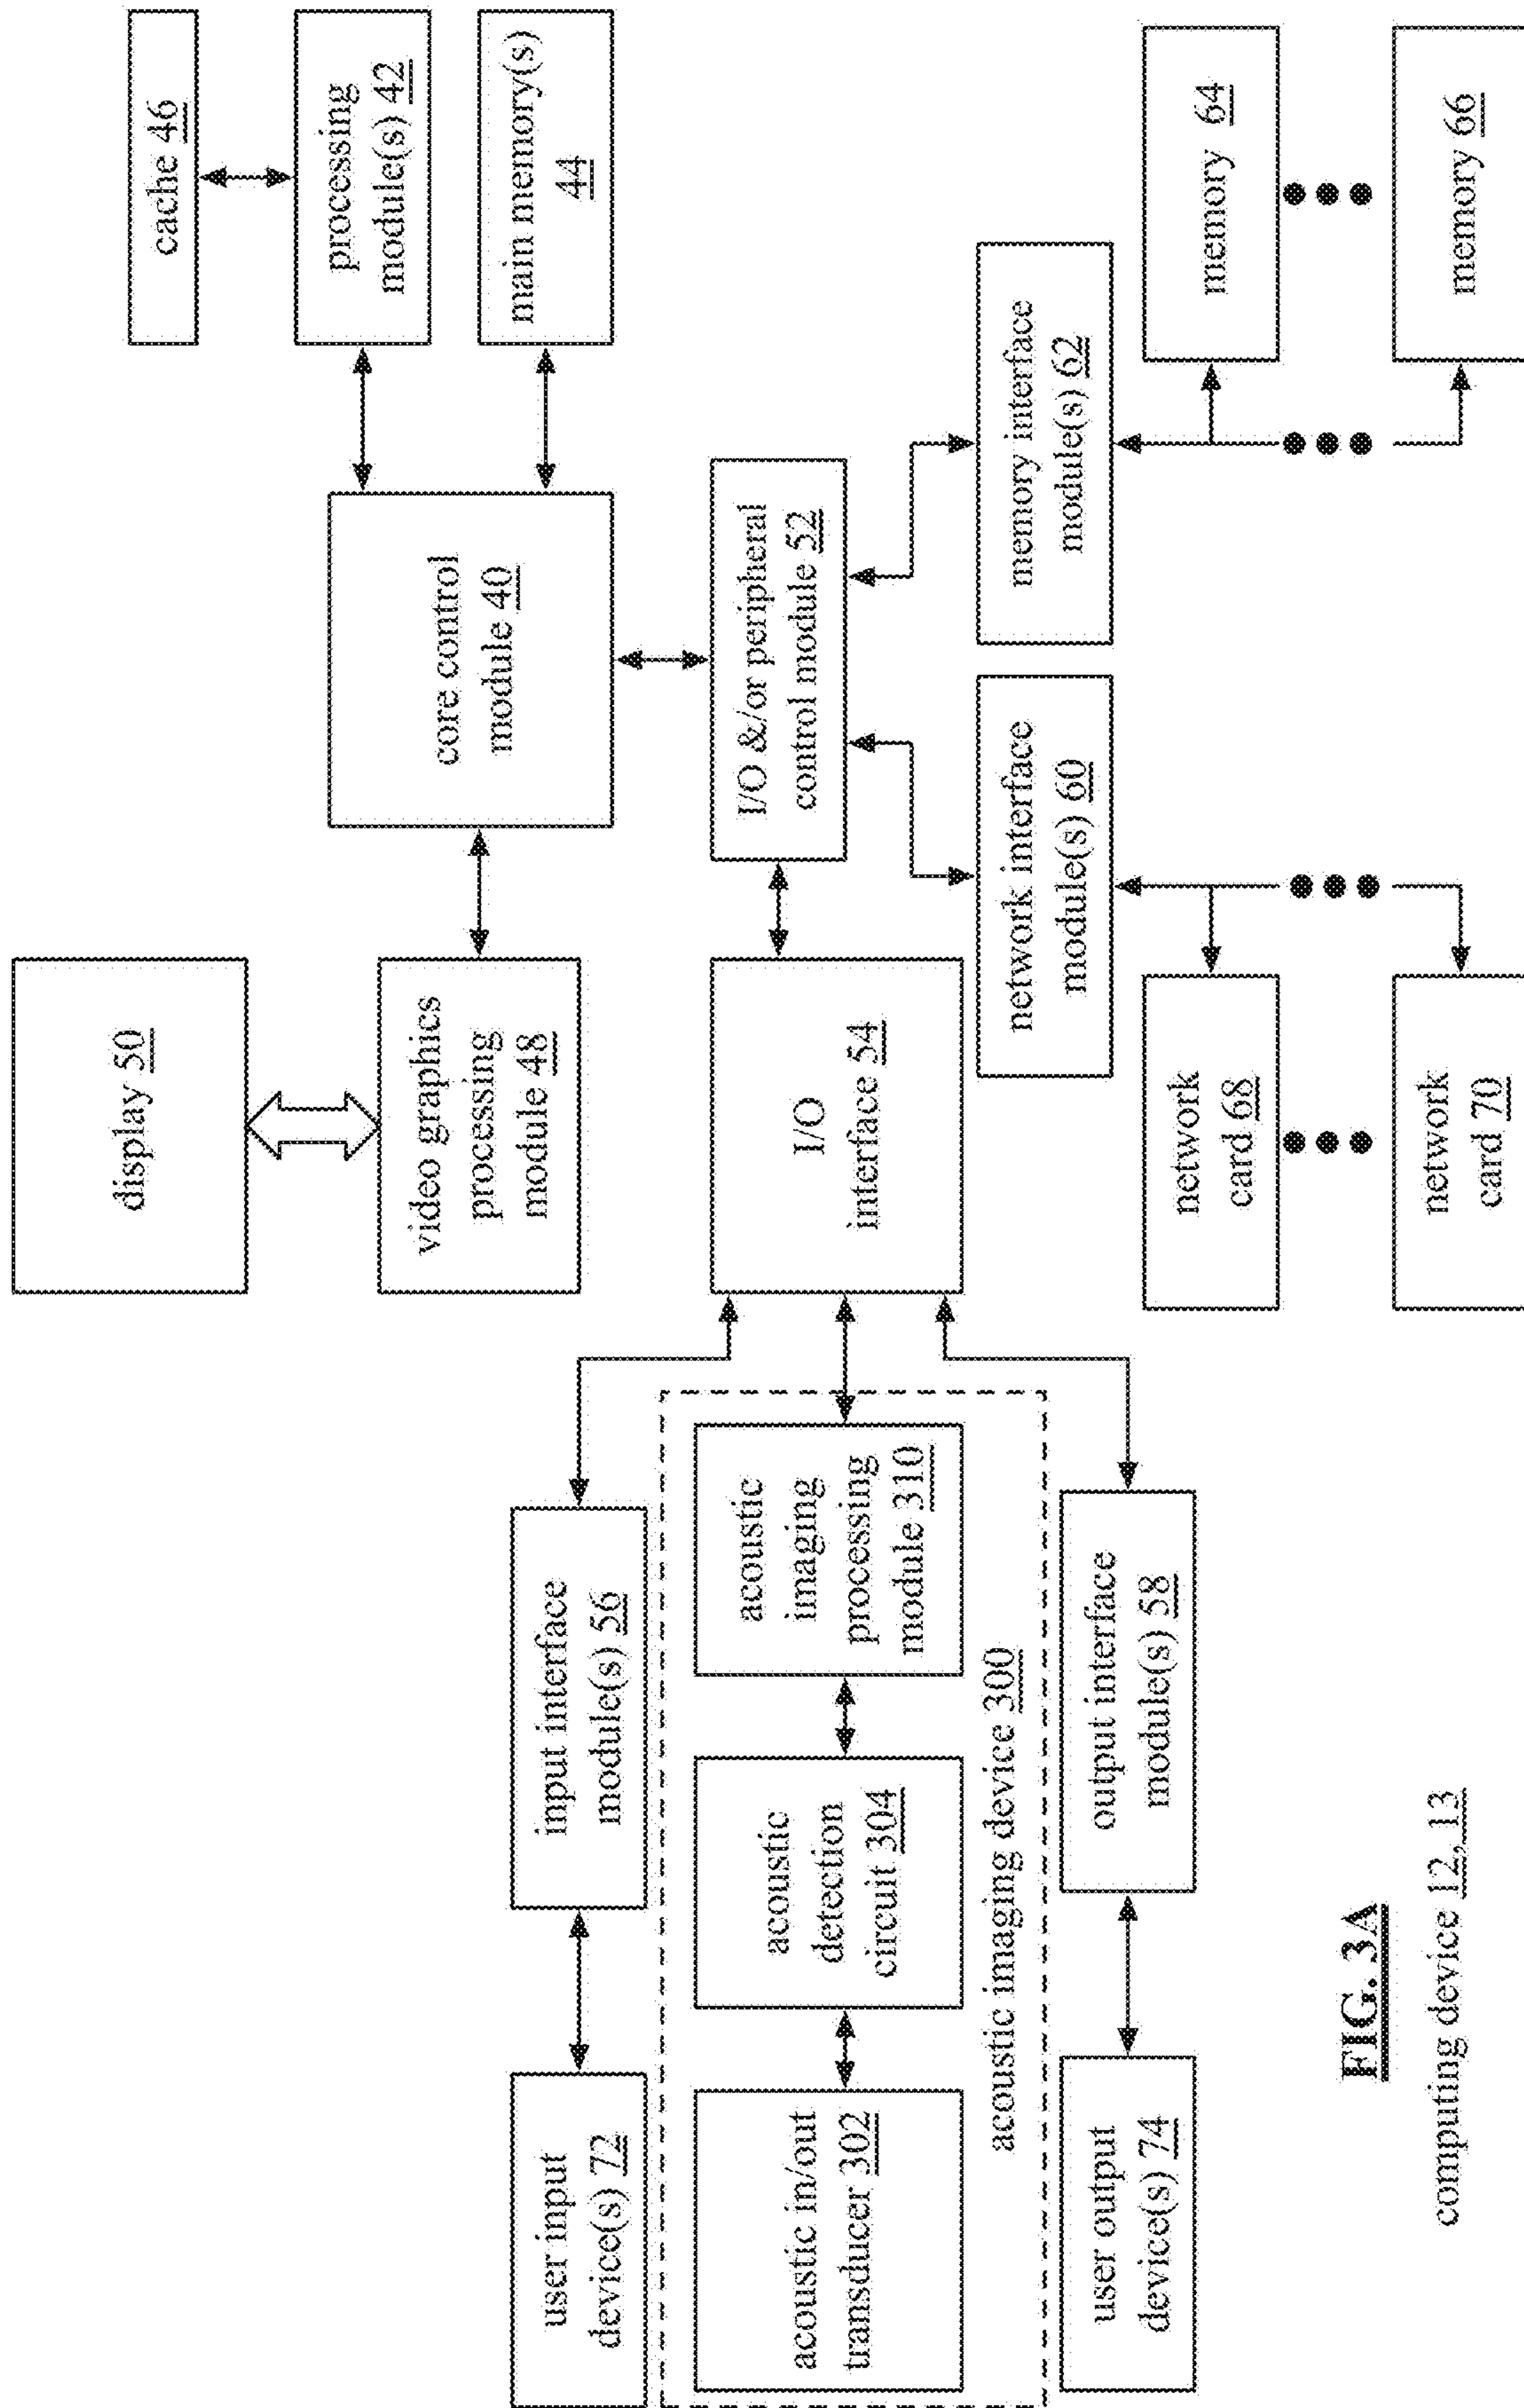 display 50
cache 46
video graphics
processing
module 48
core control
module 40
processing
module(s) 42
main memory(s)
44
user input
device(s) 72
input interface
module(s) 56
acoustic in/out
transducer 302
acoustic
detection
circuit 304
acoustic
imaging
processing
module 310
acoustic imaging device 300
I/O
interface 54
I/O &/or peripheral
control module 52
user output
device(s) 74
output interface
module(s) 58
network interface
module(s) 60
memory interface
module(s) 62
network
card 68
network
card 70
memory 64
memory 66
FIG. 3A
computing device 12, 13